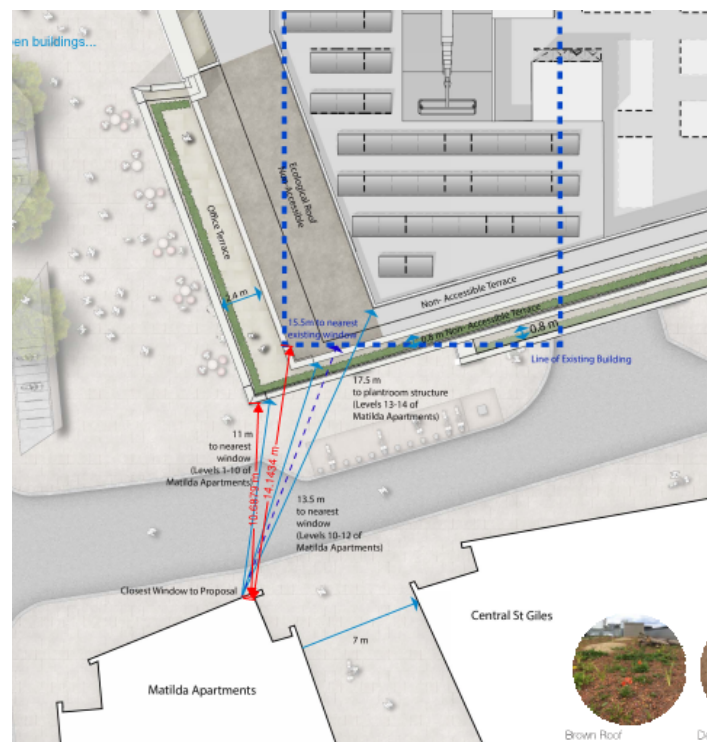 en buildings...
Ecological Roof
Non-Accessible
Office Terrace
2.4 m
15.5m to nearest
existing window
Non- Accessible Terrace
0.8 m Non- Accessible Terrace
0.8 m
Line of Existing Building
17.5 m
to plantroom structure
(Levels 13-14 of
Matilda Apartments)
11 m
to nearest
window
(Levels 1-10 of
Matilda Apartments)
10.6879 m
14.1434 m
13.5 m
to nearest
window
(Levels 10-12 of
Matilda Apartments)
Closest Window to Proposal
Central St Giles
7 m
Matilda Apartments
Brown Roof